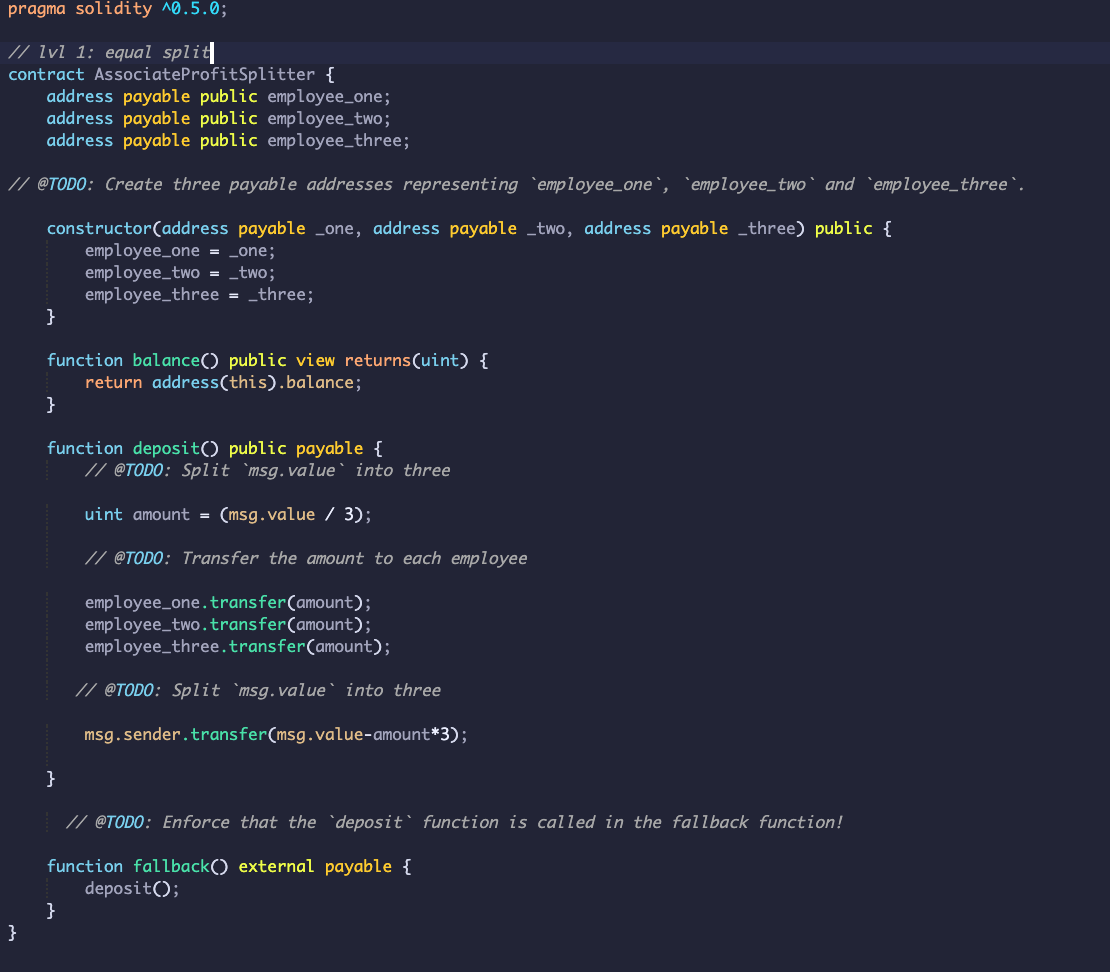 pragma solidity ^0.5.0;
// lvl 1: equal split
contract AssociateProfitSplitter {
    address payable public employee_one;
    address payable public employee_two;
    address payable public employee_three;
// @TODO: Create three payable addresses representing `employee_one`, `employee_two` and `employee_three`.
    constructor(address payable _one, address payable _two, address payable _three) public {
        employee_one = _one;
        employee_two = _two;
        employee_three = _three;
    }
    function balance() public view returns(uint) {
        return address(this).balance;
    }
    function deposit() public payable {
        // @TODO: Split `msg.value` into three
        uint amount = (msg.value / 3);
        // @TODO: Transfer the amount to each employee
        employee_one.transfer(amount);
        employee_two.transfer(amount);
        employee_three.transfer(amount);
       // @TODO: Split `msg.value` into three
        msg.sender.transfer(msg.value-amount*3);
    }
      // @TODO: Enforce that the `deposit` function is called in the fallback function!
    function fallback() external payable {
        deposit();
    }
}